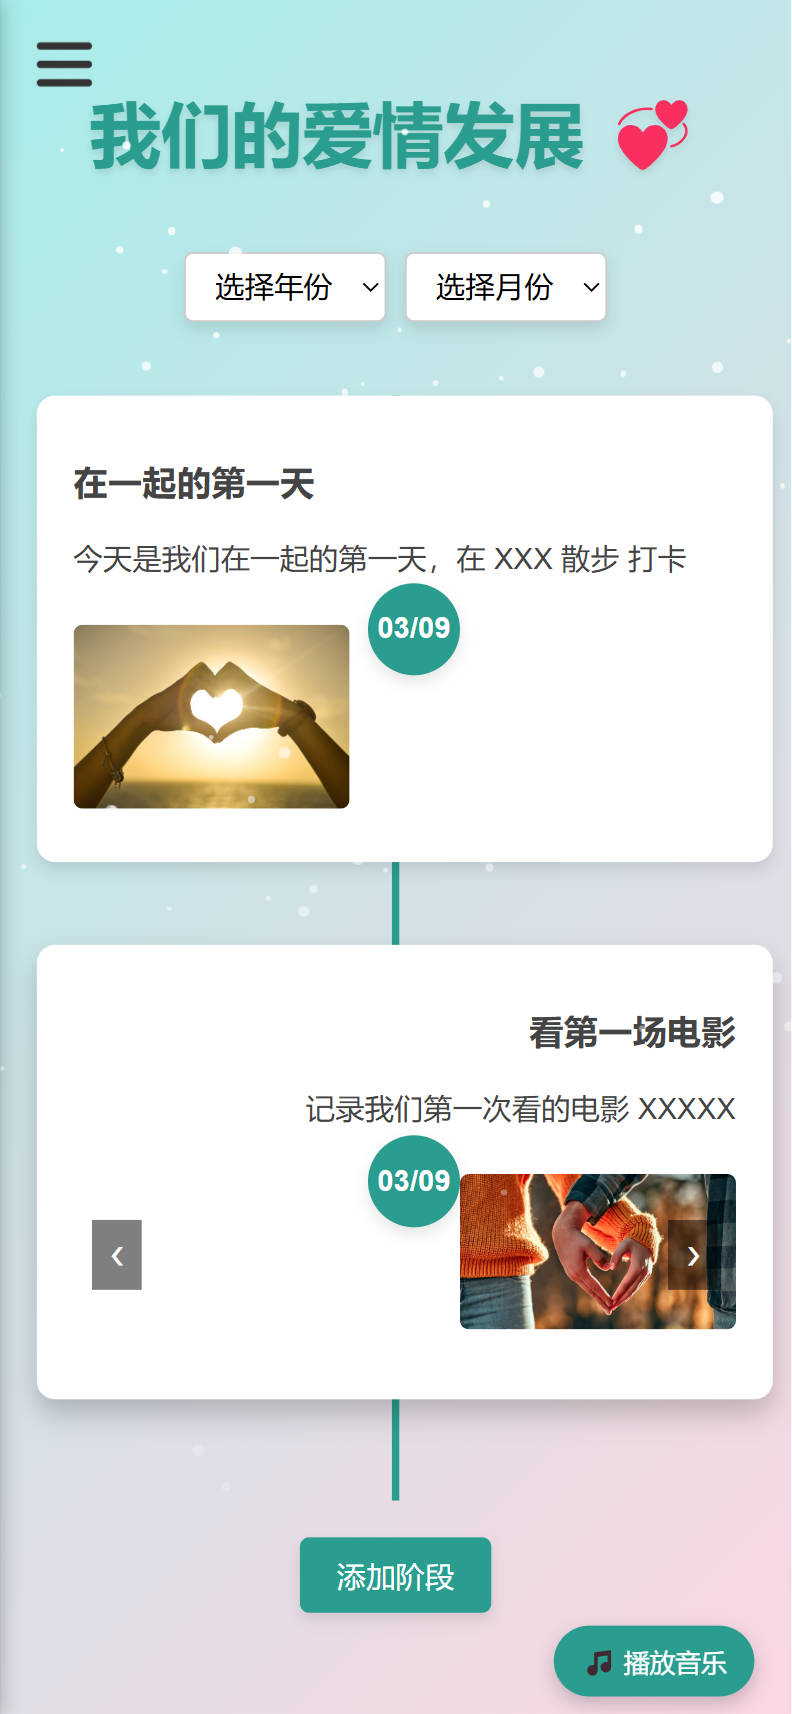 我们的爱情发展 💞
选择年份
选择月份
在一起的第一天
今天是我们在一起的第一天，在 XXX 散步 打卡
03/09
看第一场电影
记录我们第一次看的电影 XXXXX
03/09
‹
›
添加阶段
🎵 播放音乐